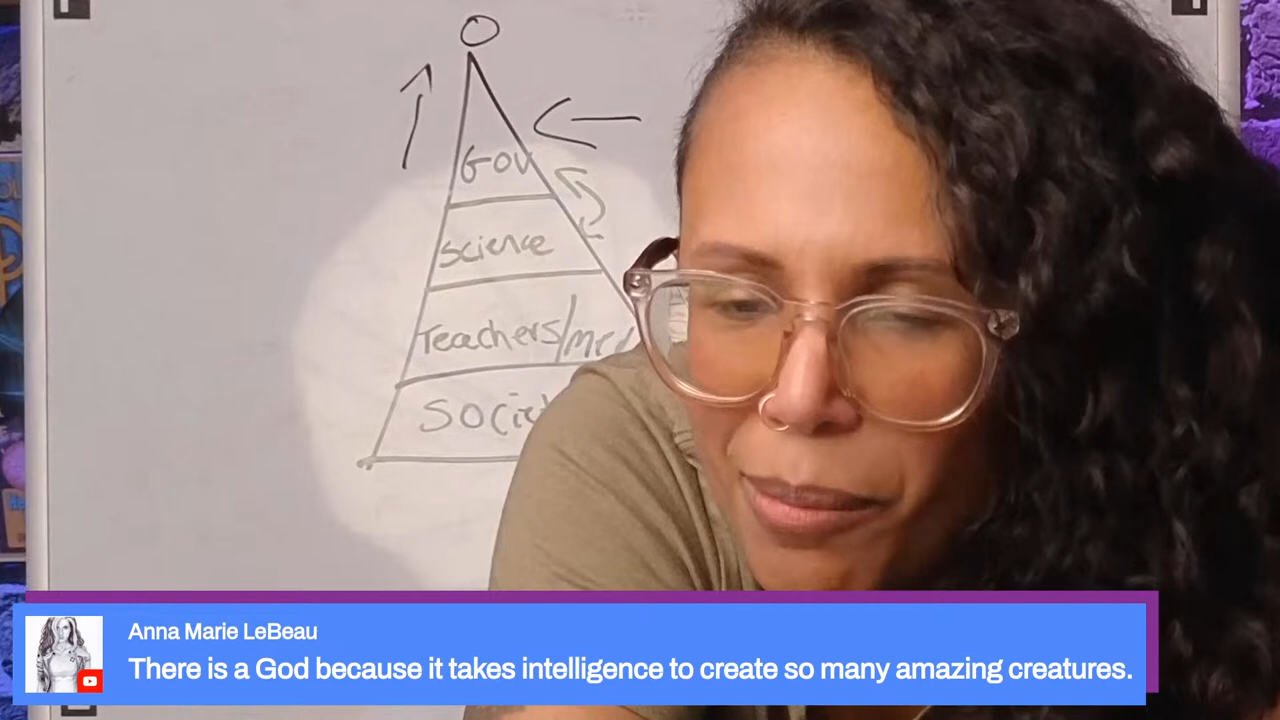 Gov
Science
Teachers/
Anna Marie LeBeau
There is a God because it takes intelligence to create so many amazing creatures.